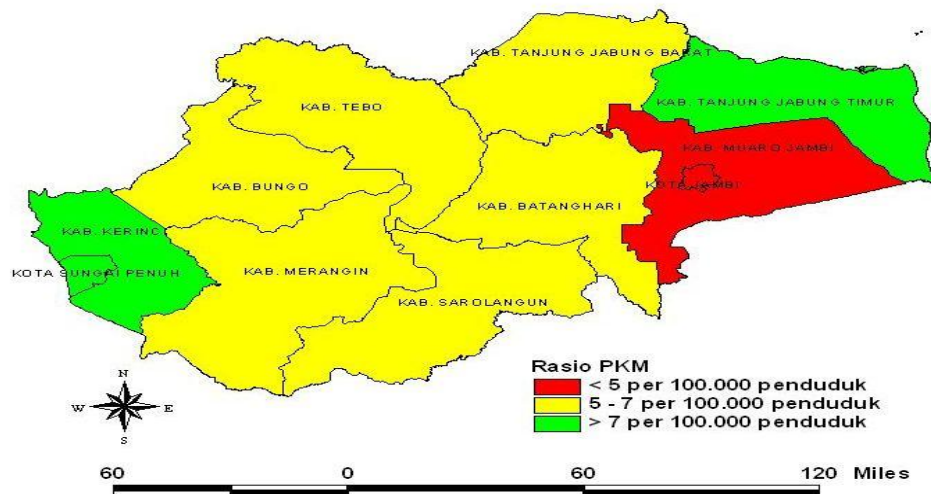 KAB. TANJUNG JABUNG BARAT
KAB. TEBO
KAB. TANJUNG JABUNG TIMUR
KAB. MUARO JAMBI
KOTA JAMBI
KAB. BUNGO
KAB. BATANGHARI
KAB. KERINC
KOTA SUNGAI PENUH
KAB. MERANGIN
KAB. SAROLANGUN
Rasio PKM
< 5 per 100.000 penduduk
5 - 7 per 100.000 penduduk
> 7 per 100.000 penduduk
N
W E
S
60 0 60 120 Miles